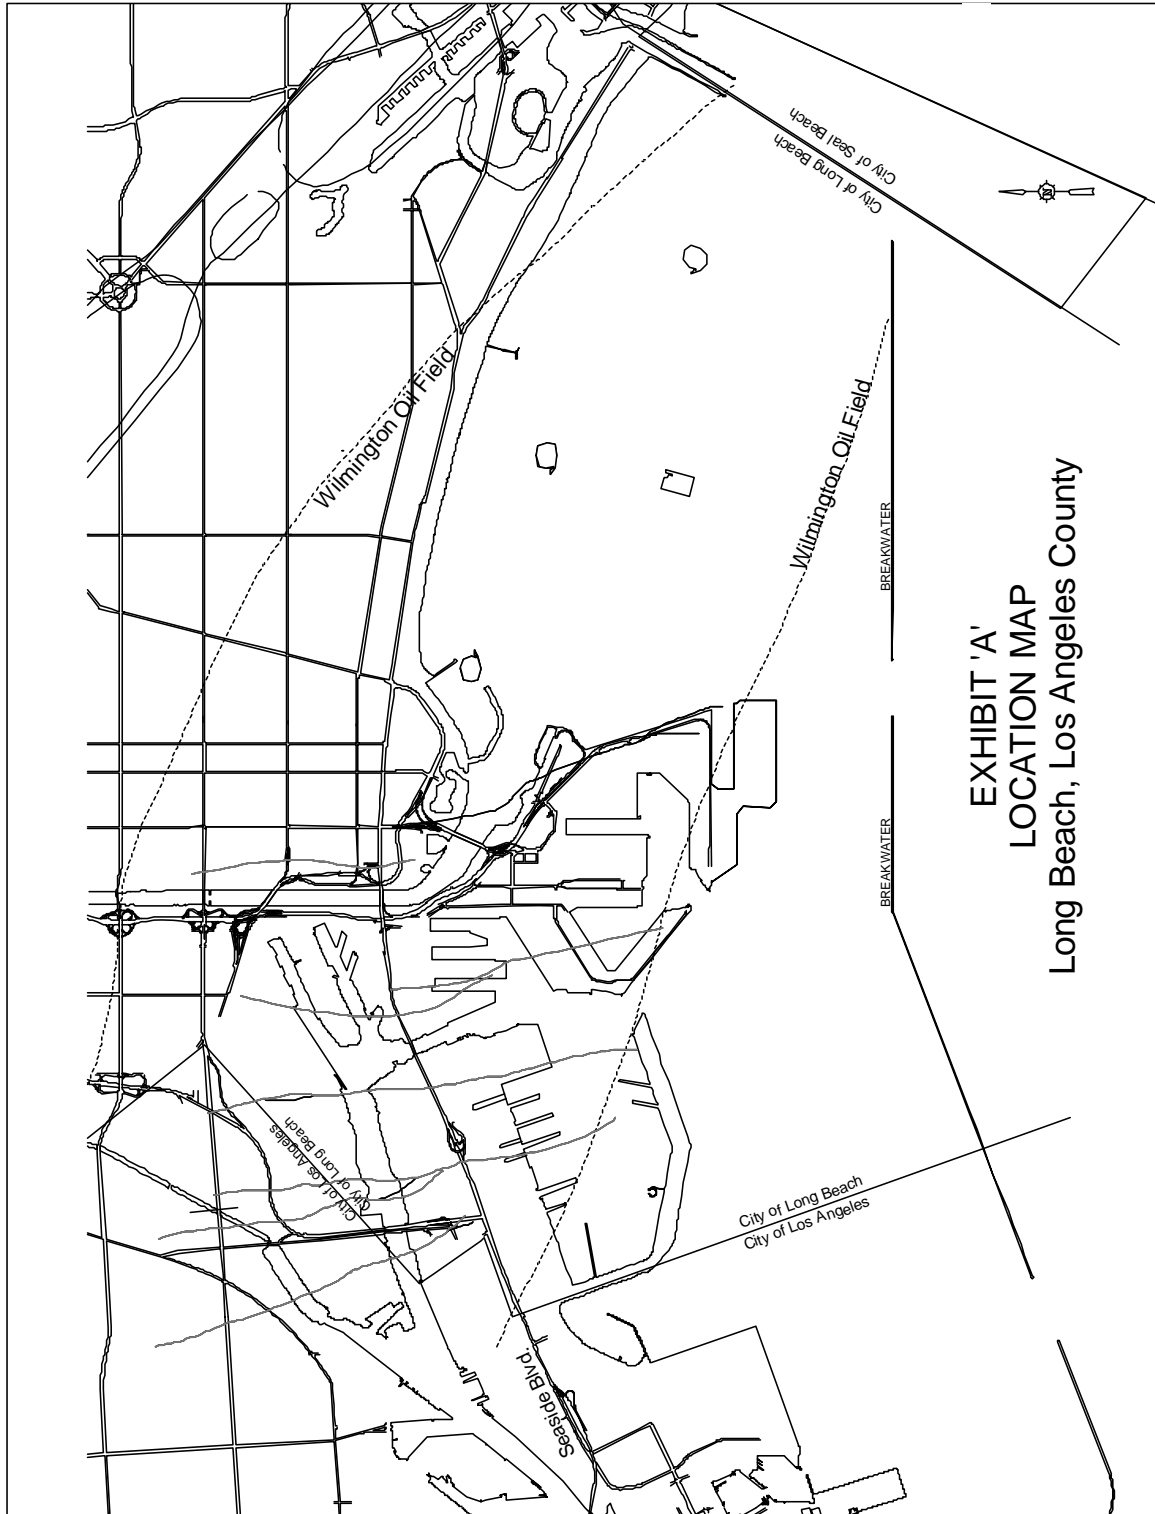 City of Seal Beach
City of Long Beach
N
Wilmington Oil Field
Wilmington Oil Field
BREAKWATER
BREAKWATER
City of Los Angeles
City of Long Beach
City of Long Beach
City of Los Angeles
Seaside Blvd.
EXHIBIT 'A'
LOCATION MAP
Long Beach, Los Angeles County